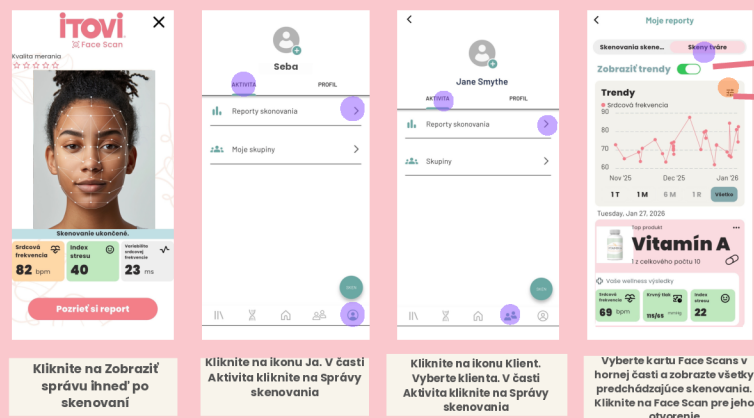 iTOVi
Face Scan
Kvalita merania
Skenovanie ukončené.
Srdcová
frekvencia
82 bpm
Index
stresu
40
Variabilita
srdcovej
frekvencie
23 ms
Pozrieť si report
Kliknite na Zobraziť
správu ihneď po
skenovaní
Seba
AKTIVITA
PROFIL
Reporty skonovania
Moje skupiny
Kliknite na ikonu Ja. V časti
Aktivita kliknite na Správy
skenovania
Jane Smythe
AKTIVITA
PROFIL
Reporty skonovania
Skupiny
Kliknite na ikonu Klient.
Vyberte klienta. V časti
Aktivita kliknite na Správy
skenovania
Moje reporty
Skenovania skene...
Skeny tváre
Zobraziť trendy
Trendy
Srdcová frekvencia
90
80
70
60
Nov '25
Dec '25
Jan '26
1 T
1 M
6 M
1 R
Všetko
Tuesday, Jan 27, 2026
Top produkt
Vitamín A
1 z celkového počtu 10
Vaše wellness výsledky
Srdcová
frekvencia
69 bpm
Krvný tlak
115/65 mmHg
Index
stresu
22
Vyberte kartu Face Scans v
hornej časti a zobrazte všetky
predchádzajúce skenovania.
Kliknite na Face Scan pre jeho
otvorenie